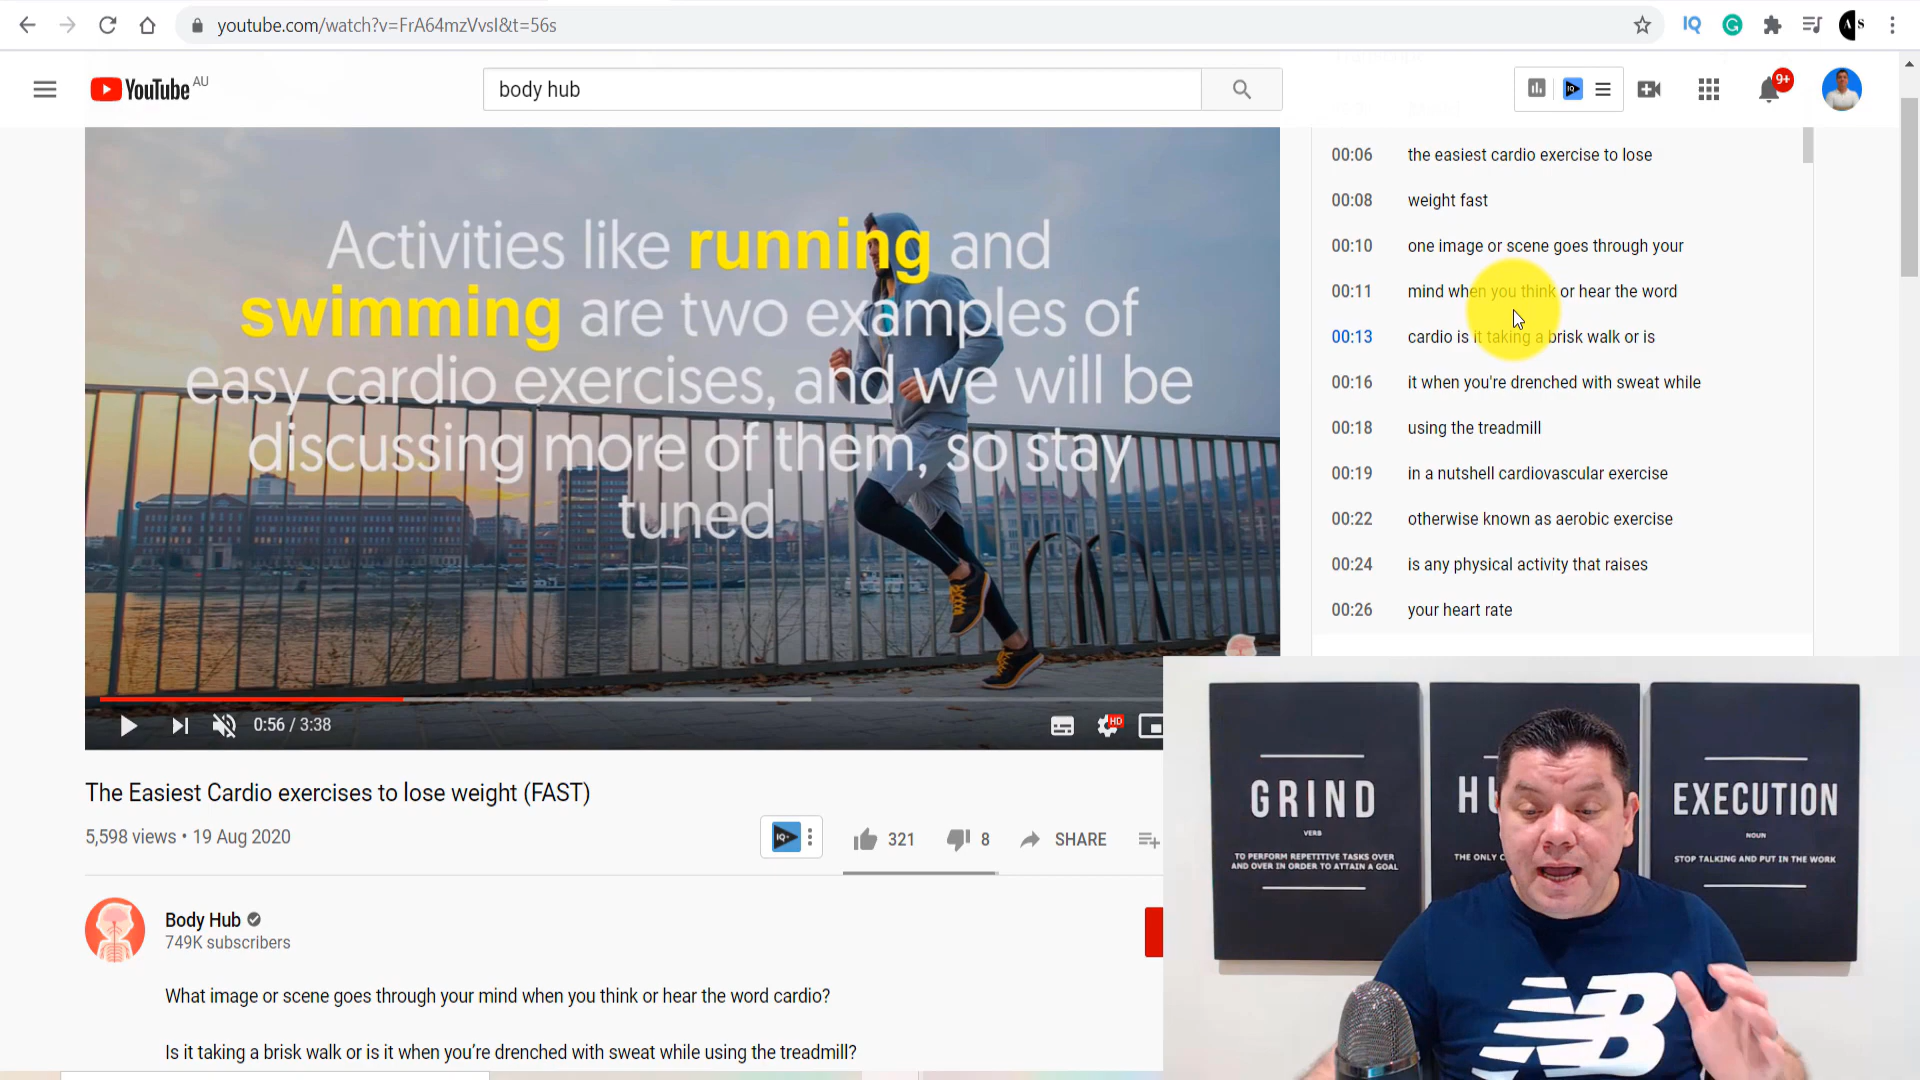 youtube.com/watch?v=FrA64mzVvsI&t=56s
IQ
A S
YouTube AU
body hub
IQ
9+
Activities like running and
swimming are two examples of
easy cardio exercises, and we will be
discussing more of them, so stay
tuned
00:06 the easiest cardio exercise to lose
00:08 weight fast
00:10 one image or scene goes through your
00:11 mind when you think or hear the word
00:13 cardio is it taking a brisk walk or is
00:16 it when you're drenched with sweat while
00:18 using the treadmill
00:19 in a nutshell cardiovascular exercise
00:22 otherwise known as aerobic exercise
00:24 is any physical activity that raises
00:26 your heart rate
0:56 / 3:38
HD
The Easiest Cardio exercises to lose weight (FAST)
5,598 views • 19 Aug 2020
IQ+
321
8
SHARE
Body Hub
749K subscribers
What image or scene goes through your mind when you think or hear the word cardio?
Is it taking a brisk walk or is it when you're drenched with sweat while using the treadmill?
GRIND
VERB
TO PERFORM REPETITIVE TASKS OVER
AND OVER IN ORDER TO ATTAIN A GOAL
THE ONLY
EXECUTION
NOUN
STOP TALKING AND PUT IN THE WORK
NB